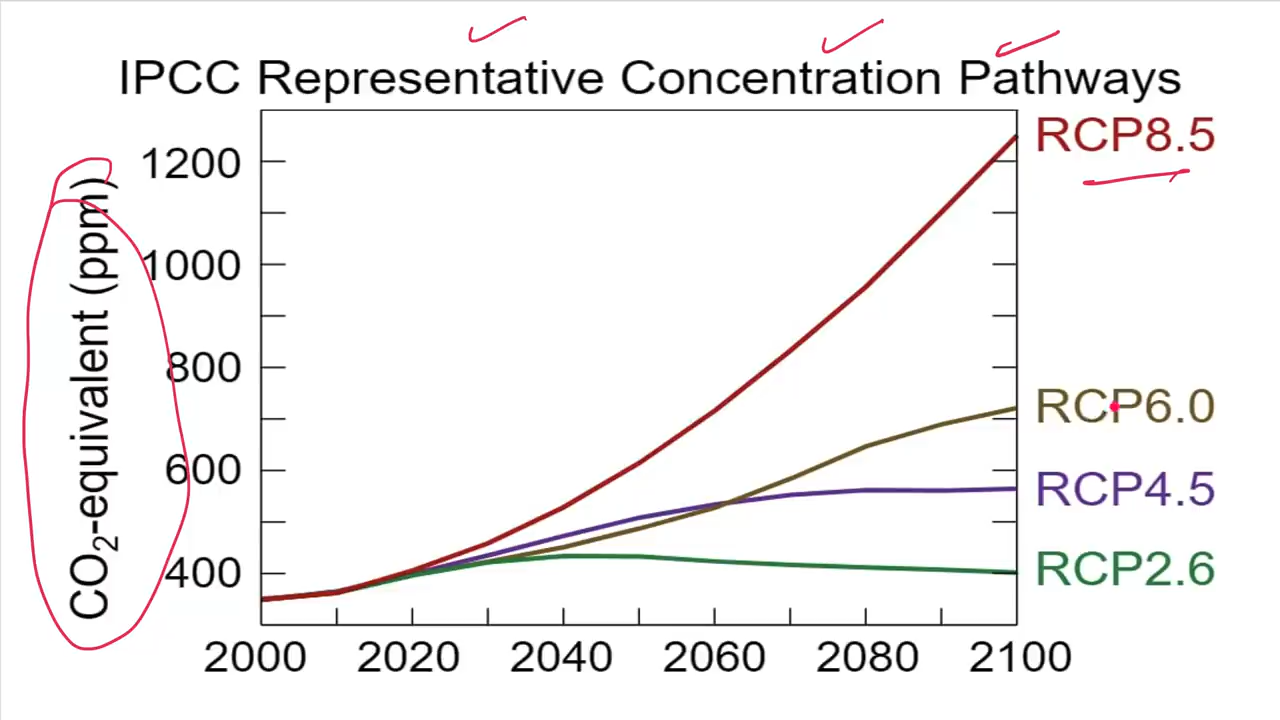 IPCC Representative Concentration Pathways
CO₂-equivalent (ppm)
1200
1000
800
600
400
2000 2020 2040 2060 2080 2100
RCP8.5
RCP6.0
RCP4.5
RCP2.6